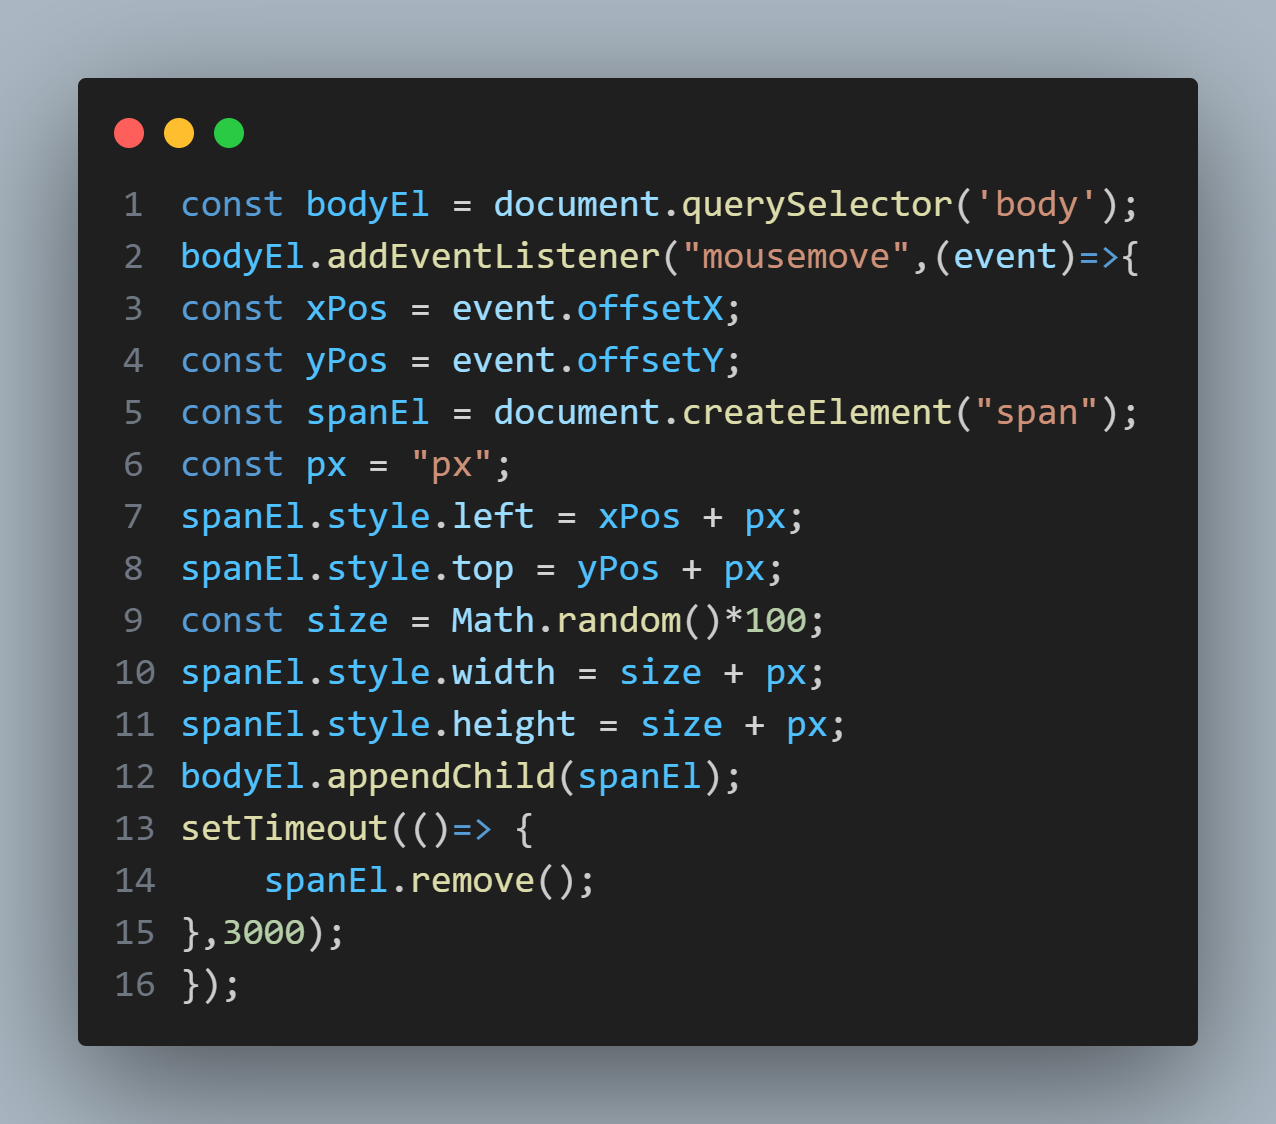 1 const bodyEl = document.querySelector('body');
2 bodyEl.addEventListener("mousemove",(event)=>{
3 const xPos = event.offsetX;
4 const yPos = event.offsetY;
5 const spanEl = document.createElement("span");
6 const px = "px";
7 spanEl.style.left = xPos + px;
8 spanEl.style.top = yPos + px;
9 const size = Math.random()*100;
10 spanEl.style.width = size + px;
11 spanEl.style.height = size + px;
12 bodyEl.appendChild(spanEl);
13 setTimeout(()=> {
14     spanEl.remove();
15 },3000);
16 });